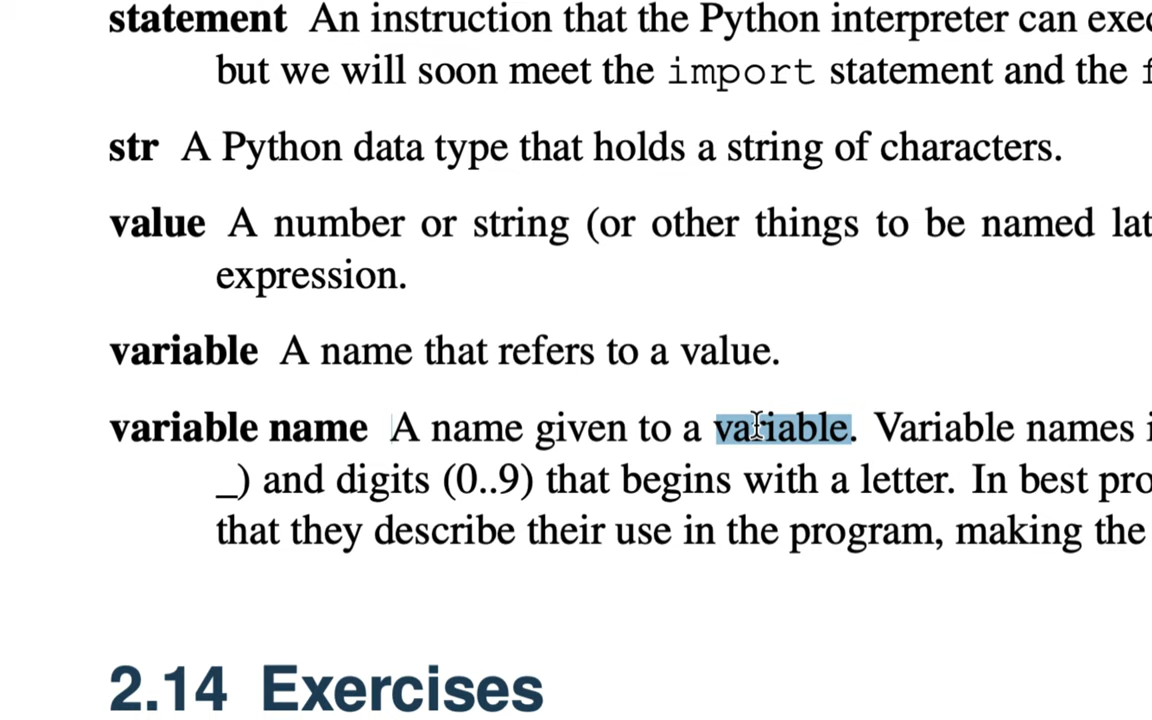 statement An instruction that the Python interpreter can
but we will soon meet the import statement and the
str A Python data type that holds a string of characters.
value A number or string (or other things to be named
expression.
variable A name that refers to a value.
variable name A name given to a variable. Variable names
_) and digits (0..9) that begins with a letter. In best
that they describe their use in the program, making the
2.14 Exercises